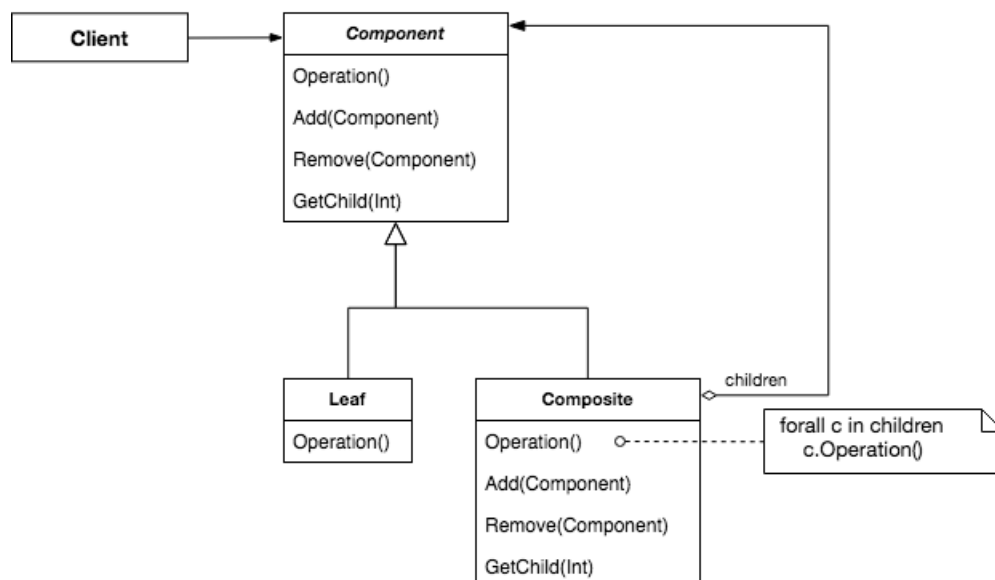 Client
Component
Operation()
Add(Component)
Remove(Component)
GetChild(Int)
children
Leaf
Operation()
Composite
Operation()
Add(Component)
Remove(Component)
GetChild(Int)
forall c in children
c.Operation()